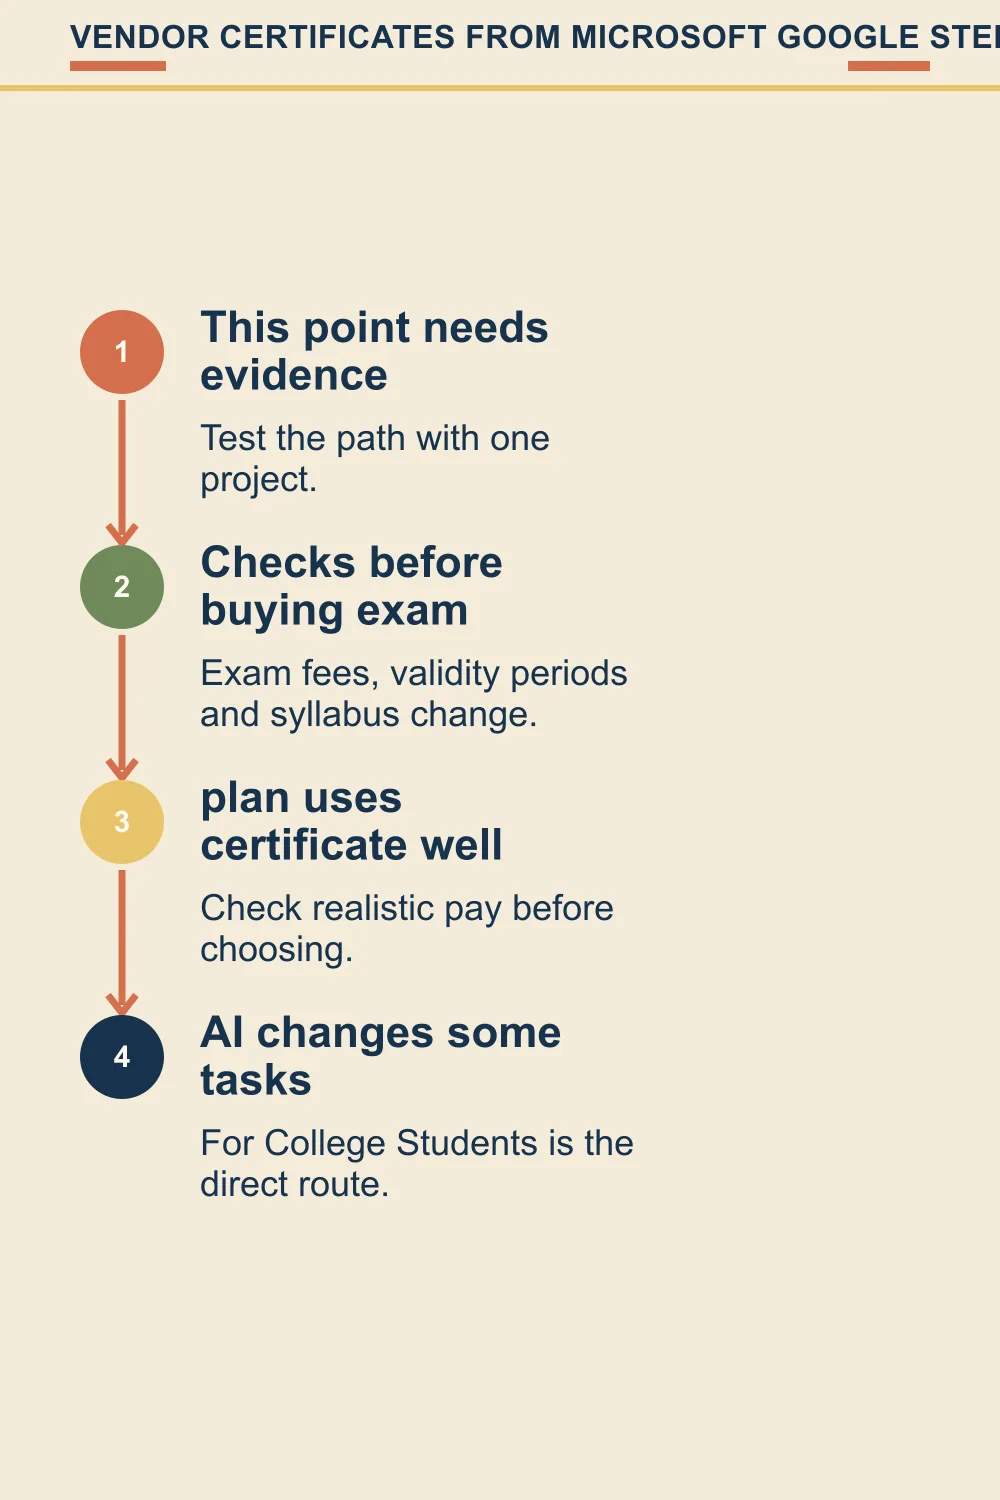 VENDOR CERTIFICATES FROM MICROSOFT GOOGLE
1
This point needs
evidence
Test the path with one
project.
2
Checks before
buying exam
Exam fees, validity periods
and syllabus change.
3
plan uses
certificate well
Check realistic pay before
choosing.
4
AI changes some
tasks
For College Students is the
direct route.